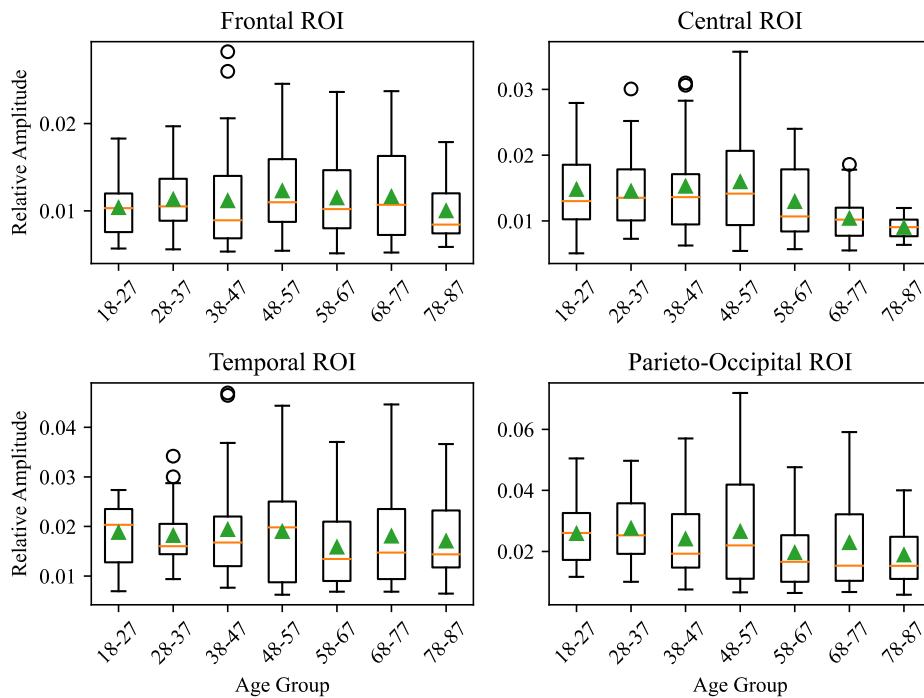 Frontal ROI
Relative Amplitude
0.02
0.01
18-27 28-37 38-47 48-57 58-67 68-77 78-87
Central ROI
0.03
0.02
0.01
18-27 28-37 38-47 48-57 58-67 68-77 78-87
Temporal ROI
Relative Amplitude
0.04
0.03
0.02
0.01
18-27 28-37 38-47 48-57 58-67 68-77 78-87
Age Group
Parieto-Occipital ROI
0.06
0.04
0.02
18-27 28-37 38-47 48-57 58-67 68-77 78-87
Age Group